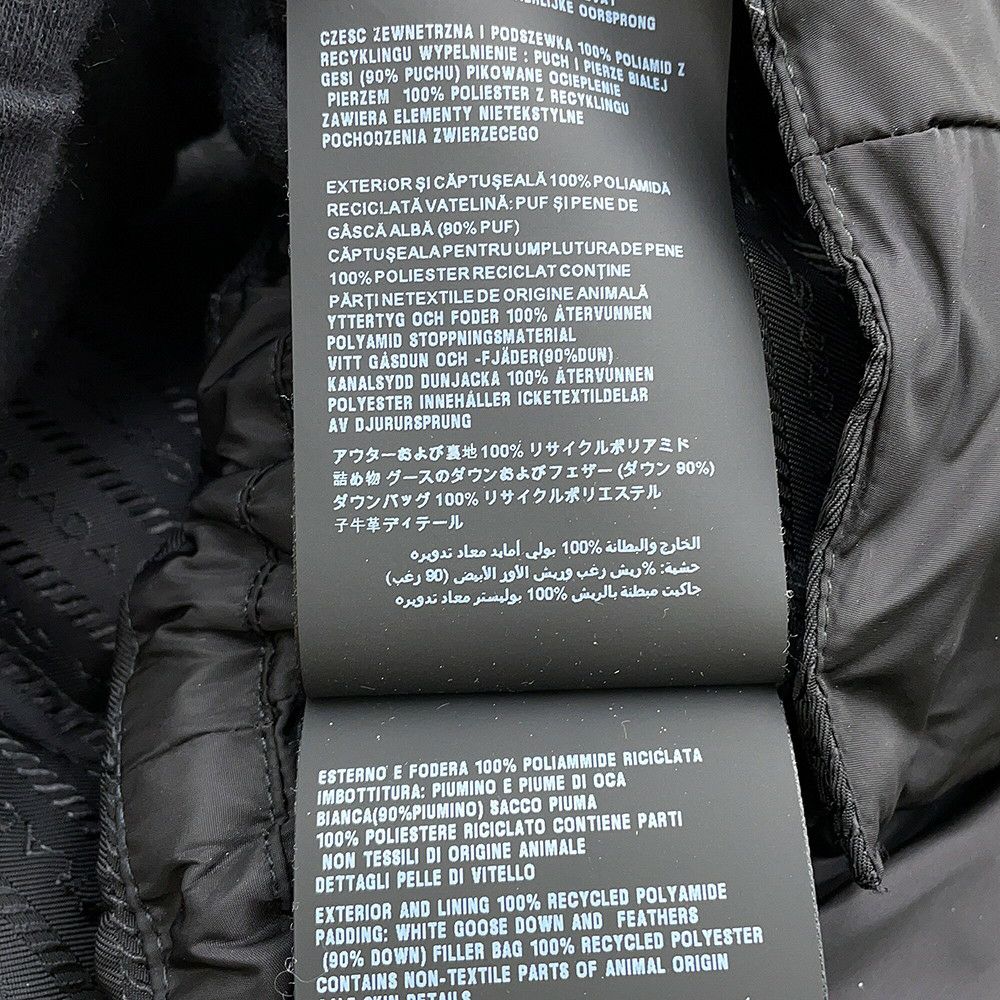 OORSPRONG
CZESC ZEWNETRZNA I PODSZEWKA 100% POLIAMID Z
RECYKLINGU WYPELNIENIE : PUCH I PIERZE BIALEJ
GESI (90% PUCHU) PIKOWANE OCIEPLENIE
PIERZEM 100% POLIESTER Z RECYKLINGU
ZAWIERA ELEMENTY NIETEKSTYLNE
POCHODZENIA ZWIERZECEGO
EXTERIOR ŞI CĂPTUŞEALĂ 100% POLIAMIDĂ
RECICLATĂ VATELINĂ: PUF ŞI PENE DE
GÂSCĂ ALBĂ (90% PUF)
CĂPTUŞEALA PENTRU UMPLUTURA DE PENE
100% POLIESTER RECICLAT CONŢINE
PĂRŢI NETEXTILE DE ORIGINE ANIMALĂ
YTTERTYG OCH FODER 100% ÅTERVUNNEN
POLYAMID STOPPNINGSMATERIAL
VITT GÅSDUN OCH -FJÄDER(90%DUN)
KANALSYDD DUNJACKA 100% ÅTERVUNNEN
POLYESTER INNEHÅLLER ICKETEXTILDELAR
AV DJURURSPRUNG
アウターおよび裏地 100% リサイクルポリアミド
詰め物 グースのダウンおよびフェザー (ダウン 90%)
ダウンバッグ 100% リサイクルポリエステル
子牛革ディテール
الخارج والبطانة %100 بولي أمايد معاد تدويره
حشية: %ريش زغب وريش الأوز الأبيض (90 زغب)
جاكيت مبطنة بالريش %100 بوليستر معاد تدويره
ESTERNO E FODERA 100% POLIAMMIDE RICICLATA
IMBOTTITURA: PIUMINO E PIUME DI OCA
BIANCA(90%PIUMINO) SACCO PIUMA
100% POLIESTERE RICICLATO CONTIENE PARTI
NON TESSILI DI ORIGINE ANIMALE
DETTAGLI PELLE DI VITELLO
EXTERIOR AND LINING 100% RECYCLED POLYAMIDE
PADDING: WHITE GOOSE DOWN AND FEATHERS
(90% DOWN) FILLER BAG 100% RECYCLED POLYESTER
CONTAINS NON-TEXTILE PARTS OF ANIMAL ORIGIN
SKIN DETAILS